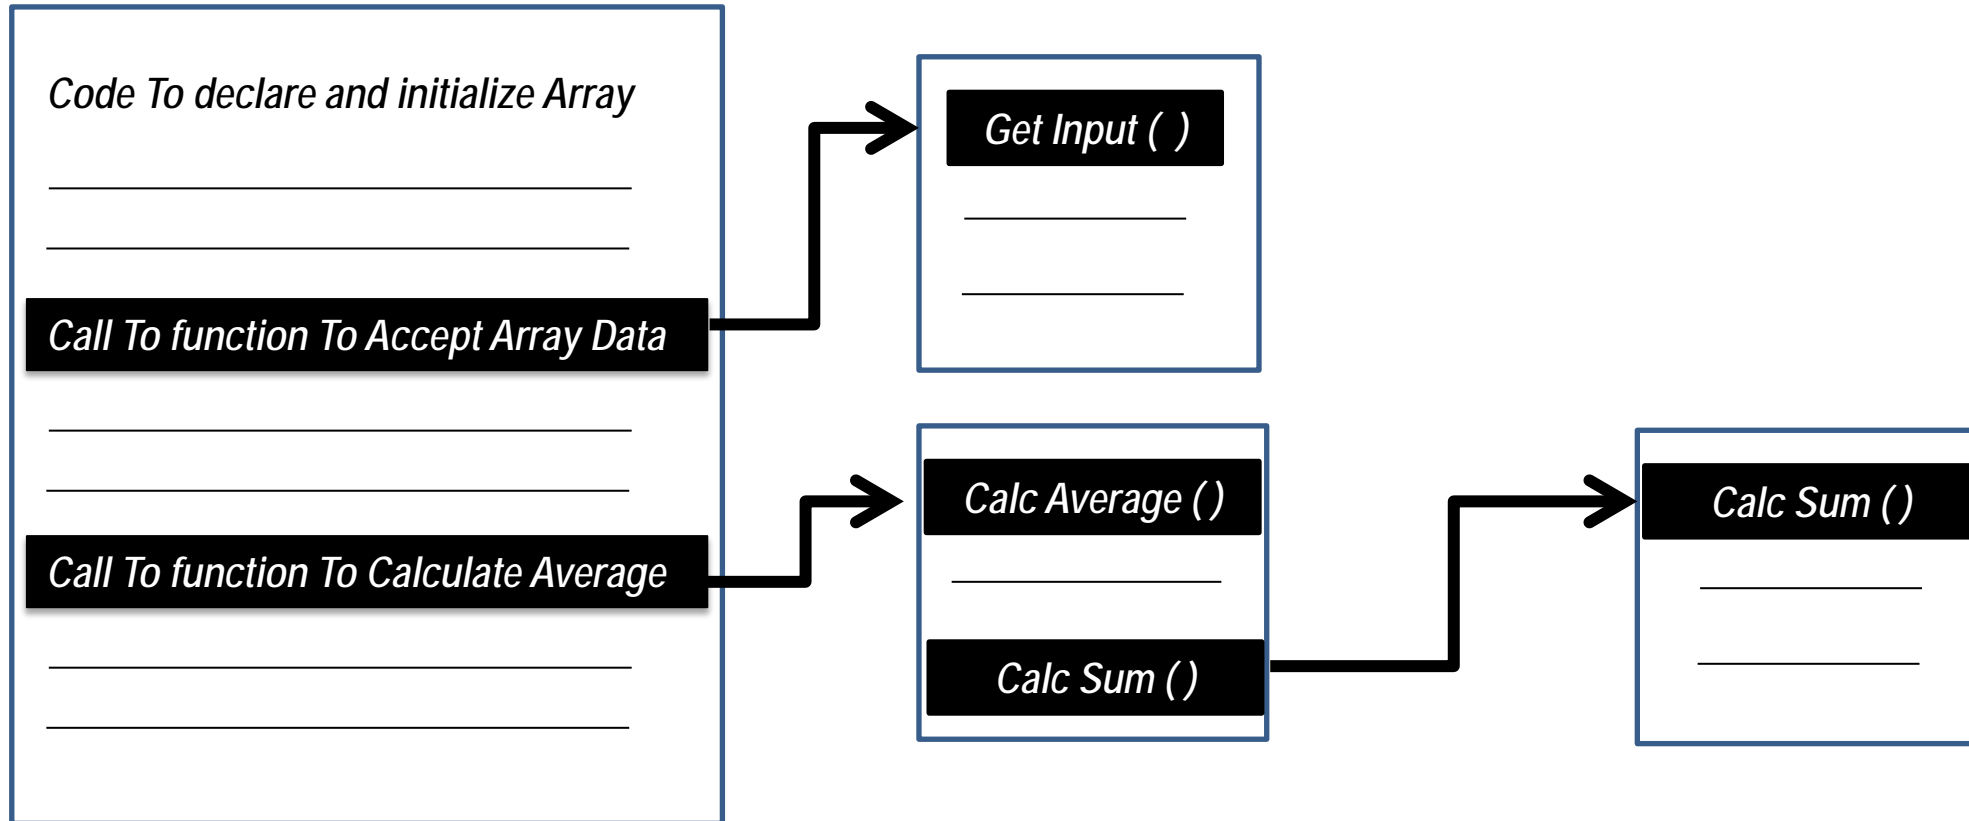 Code To declare and initialize Array
Call To function To Accept Array Data
Call To function To Calculate Average
Get Input ( )
Calc Average ( )
Calc Sum ( )
Calc Sum ( )